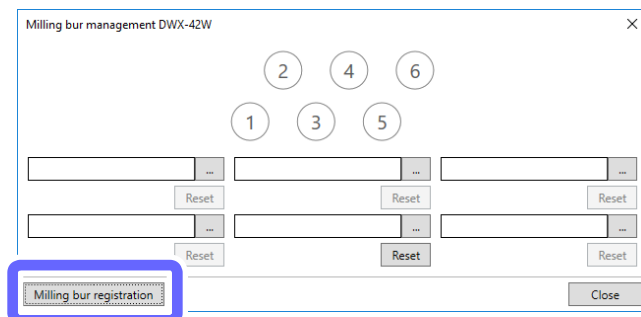 Milling bur management DWX-42W
2 4 6
1 3 5
... ... ...
Reset Reset Reset
... ... ...
Reset Reset Reset
Milling bur registration Close